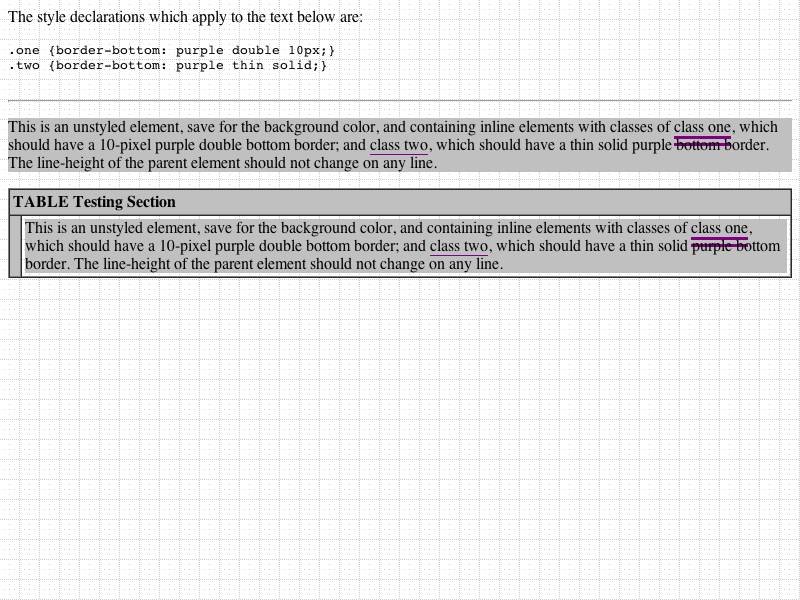 The style declarations which apply to the text below are:
.one {border-bottom: purple double 10px;}
.two {border-bottom: purple thin solid;}
This is an unstyled element, save for the background color, and containing inline elements with classes of class one, which
should have a 10-pixel purple double bottom border; and class two, which should have a thin solid purple bottom border.
The line-height of the parent element should not change on any line.
TABLE Testing Section
This is an unstyled element, save for the background color, and containing inline elements with classes of class one,
which should have a 10-pixel purple double bottom border; and class two, which should have a thin solid purple bottom
border. The line-height of the parent element should not change on any line.